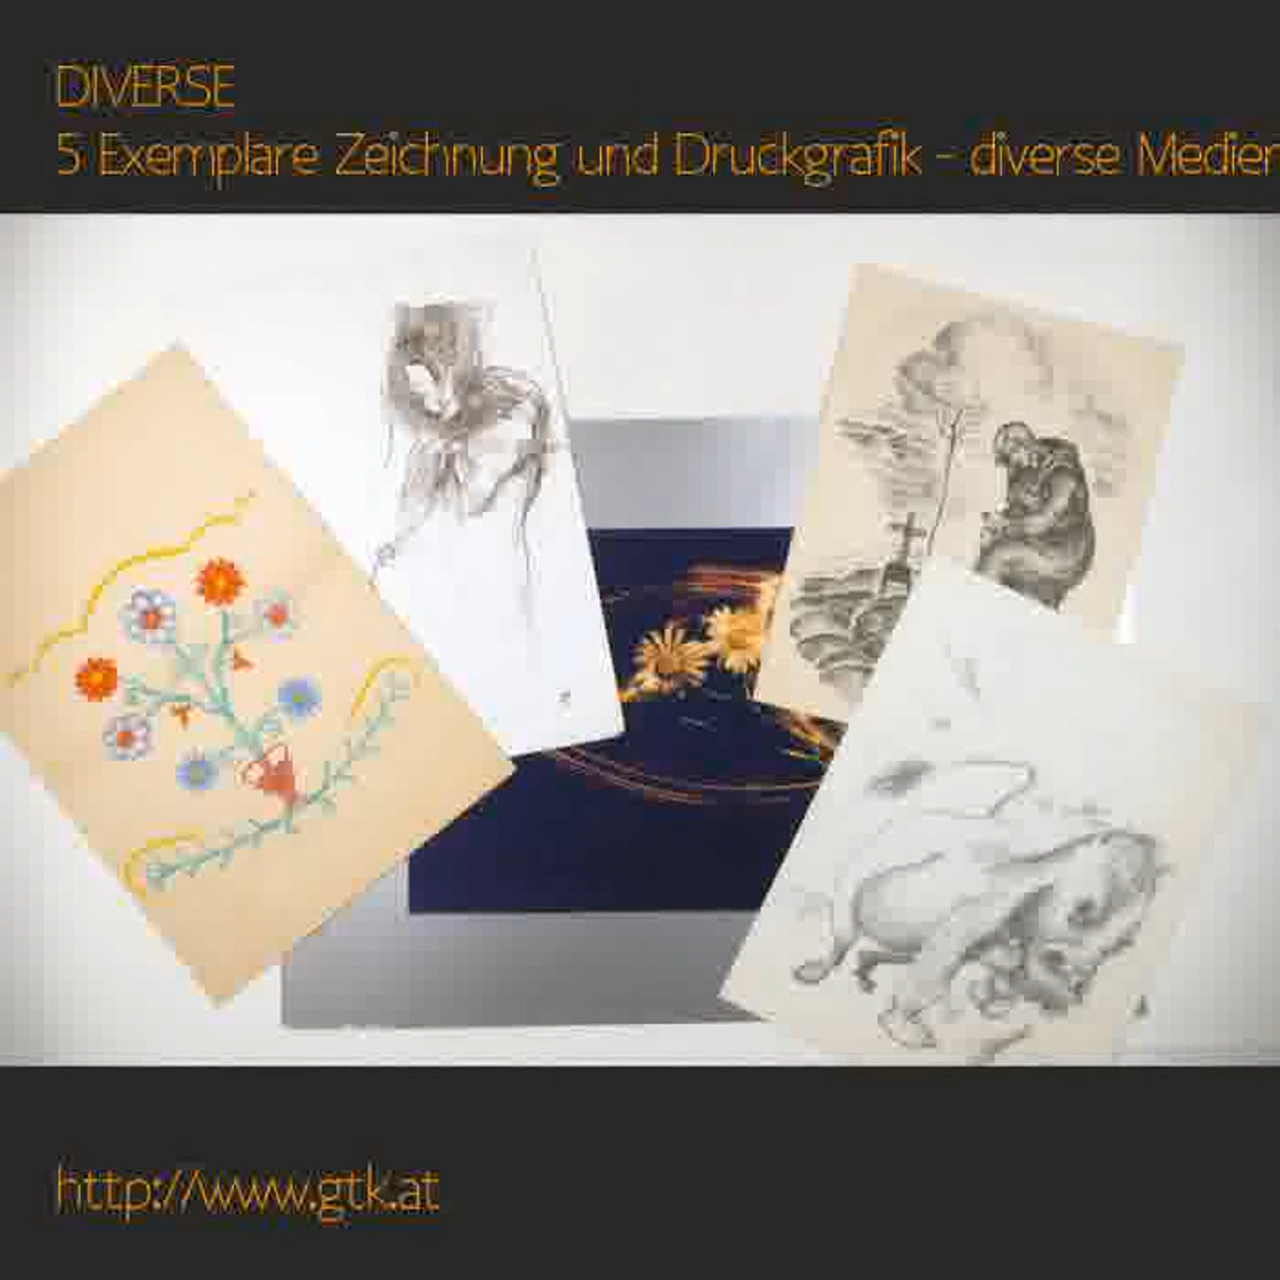 DIVERSE
5 Exemplare Zeichnung und Druckgrafik - diverse Medien
http://www.gtk.at